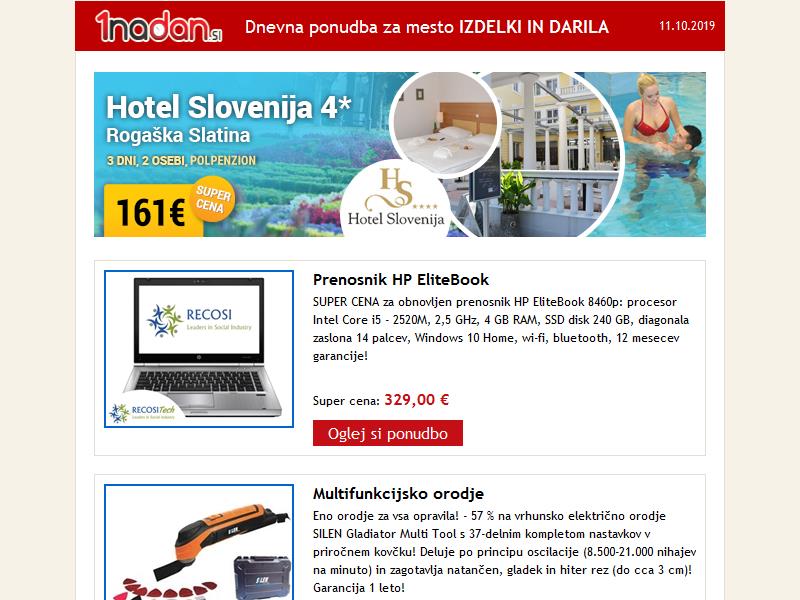 1nadan.si
Dnevna ponudba za mesto IZDELKI IN DARILA
11.10.2019
Hotel Slovenija 4*
Rogaška Slatina
3 DNI, 2 OSEBI, POLPENZION
161€
SUPER
CENA
HS
Hotel Slovenija
RECOSI
Leaders in Social Industry
RECOSITech
Leaders in Social Industry
Prenosnik HP EliteBook
SUPER CENA za obnovljen prenosnik HP EliteBook 8460p: procesor
Intel Core i5 - 2520M, 2,5 GHz, 4 GB RAM, SSD disk 240 GB, diagonala
zaslona 14 palcev, Windows 10 Home, wi-fi, bluetooth, 12 mesecev
garancije!
Super cena: 329,00 €
Oglej si ponudbo
Multifunkcijsko orodje
Eno orodje za vsa opravila! - 57 % na vrhunsko električno orodje
SILEN Gladiator Multi Tool s 37-delnim kompletom nastavkov v
priročnem kovčku! Deluje po principu oscilacije (8.500-21.000 nihajev
na minuto) in zagotavlja natančen, gladek in hiter rez (do cca 3 cm)!
Garancija 1 leto!